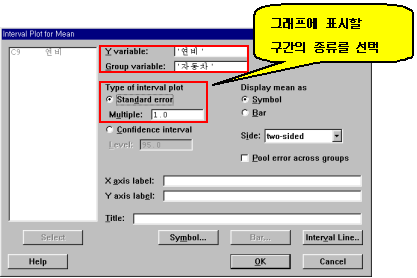 그래프에 표시할
구간의 종류를 선택
Interval Plot for Mean
C9 연비
Y variable: '연비'
Group variable: '자동차'
Type of interval plot
Standard error
Multiple: 1.0
Confidence interval
Level: 95.0
Display mean as
Symbol
Bar
Side: two-sided
Pool error across groups
X axis label:
Y axis label:
Title:
Select
Symbol...
Bar...
Interval Line..
Help
OK
Cancel